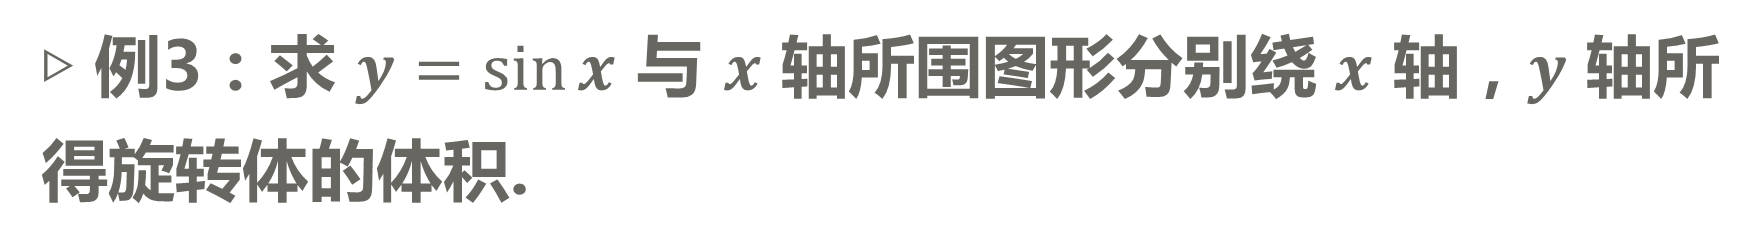 ▷ 例3：求 y = sin x 与 x 轴所围图形分别绕 x 轴，y 轴所
得旋转体的体积.